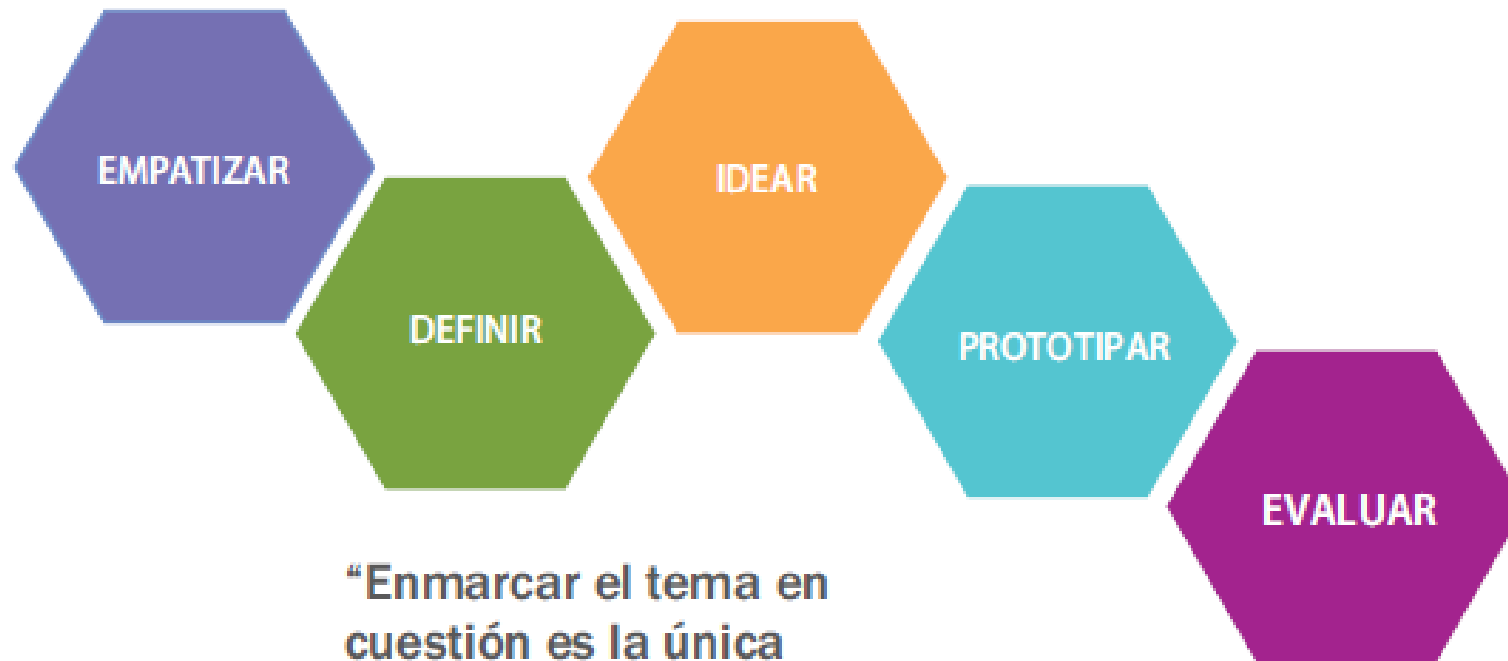 EMPATIZAR
DEFINIR
IDEAR
PROTOTIPAR
EVALUAR
“Enmarcar el tema en
cuestión es la única